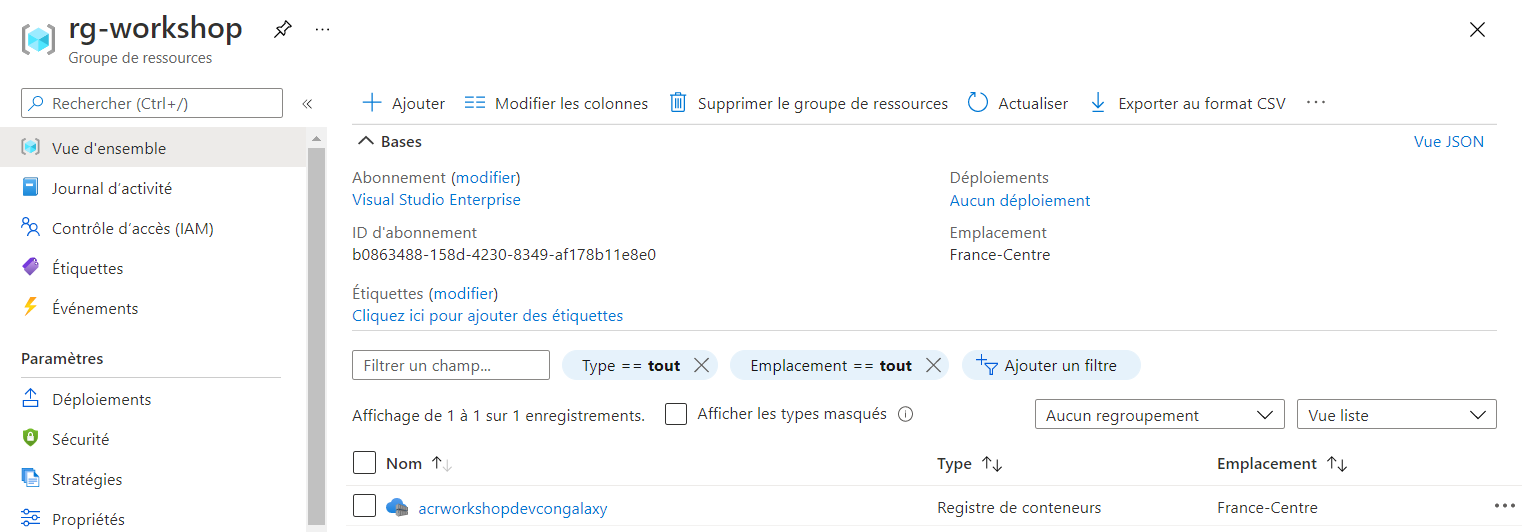 rg-workshop
Groupe de ressources
Rechercher (Ctrl+/)
Vue d'ensemble
Journal d’activité
Contrôle d’accès (IAM)
Étiquettes
Événements
Paramètres
Déploiements
Sécurité
Stratégies
Propriétés
Ajouter Modifier les colonnes Supprimer le groupe de ressources Actualiser Exporter au format CSV
Bases Vue JSON
Abonnement (modifier)
Visual Studio Enterprise
ID d'abonnement
b0863488-158d-4230-8349-af178b11e8e0
Déploiements
Aucun déploiement
Emplacement
France-Centre
Étiquettes (modifier)
Cliquez ici pour ajouter des étiquettes
Filtrer un champ... Type == tout Emplacement == tout Ajouter un filtre
Affichage de 1 à 1 sur 1 enregistrements. Afficher les types masqués Aucun regroupement Vue liste
Nom Type Emplacement
acrworkshopdevcongalaxy Registre de conteneurs France-Centre